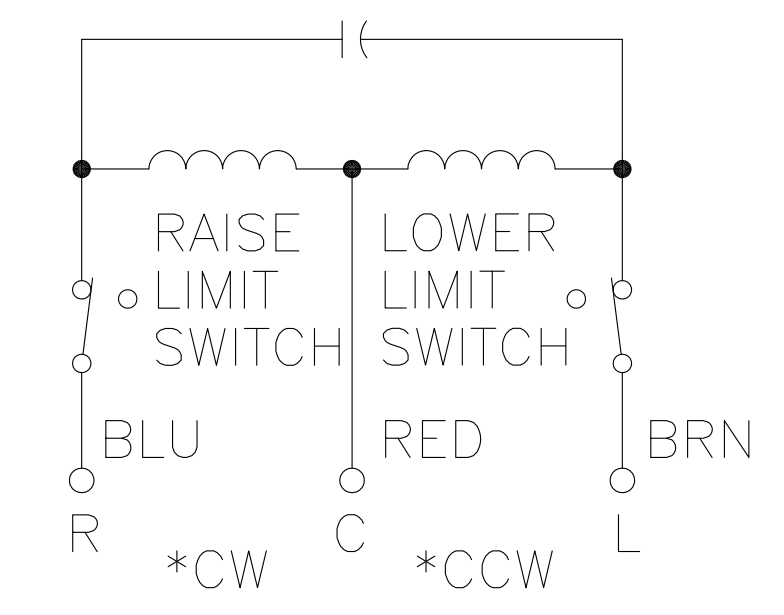 RAISE
LIMIT
SWITCH
LOWER
LIMIT
SWITCH
BLU
RED
BRN
R
C
L
*CW
*CCW